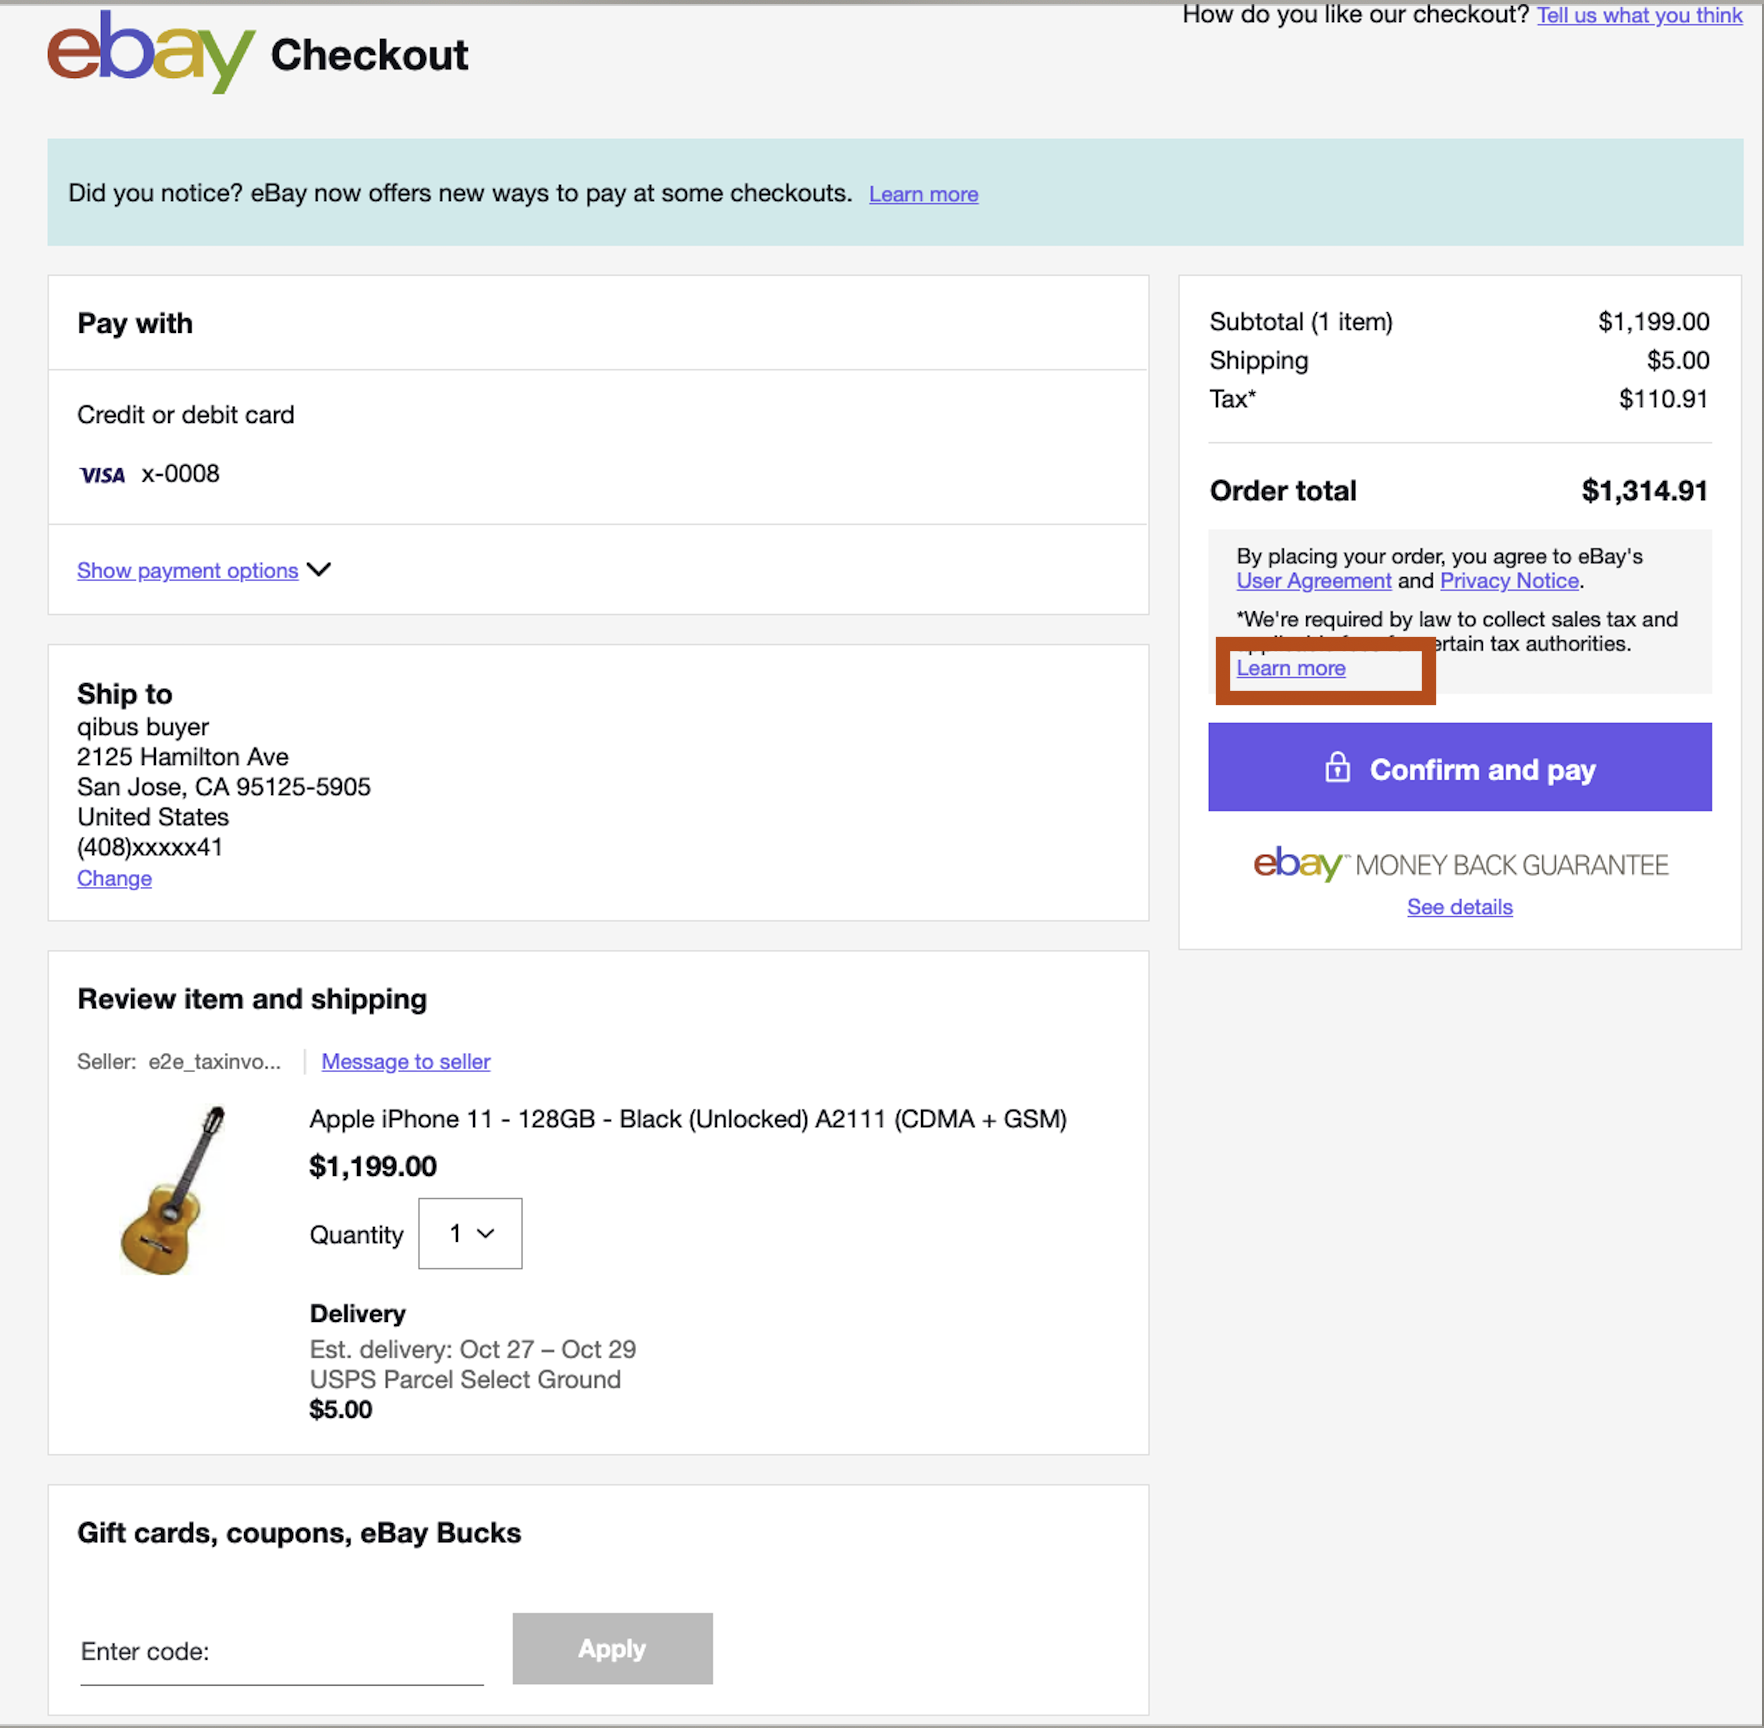 How do you like our checkout? Tell us what you think
ebay Checkout
Did you notice? eBay now offers new ways to pay at some checkouts. Learn more
Pay with
Credit or debit card
VISA x-0008
Show payment options
Ship to
qibus buyer
2125 Hamilton Ave
San Jose, CA 95125-5905
United States
(408)xxxxx41
Change
Review item and shipping
Seller: e2e_taxinvo... Message to seller
Apple iPhone 11 - 128GB - Black (Unlocked) A2111 (CDMA + GSM)
$1,199.00
Quantity 1
Delivery
Est. delivery: Oct 27 – Oct 29
USPS Parcel Select Ground
$5.00
Gift cards, coupons, eBay Bucks
Enter code:
Apply
Subtotal (1 item) $1,199.00
Shipping $5.00
Tax* $110.91
Order total $1,314.91
By placing your order, you agree to eBay's
User Agreement and Privacy Notice.
*We're required by law to collect sales tax and
tax authorities.
Learn more
Confirm and pay
ebay™ MONEY BACK GUARANTEE
See details